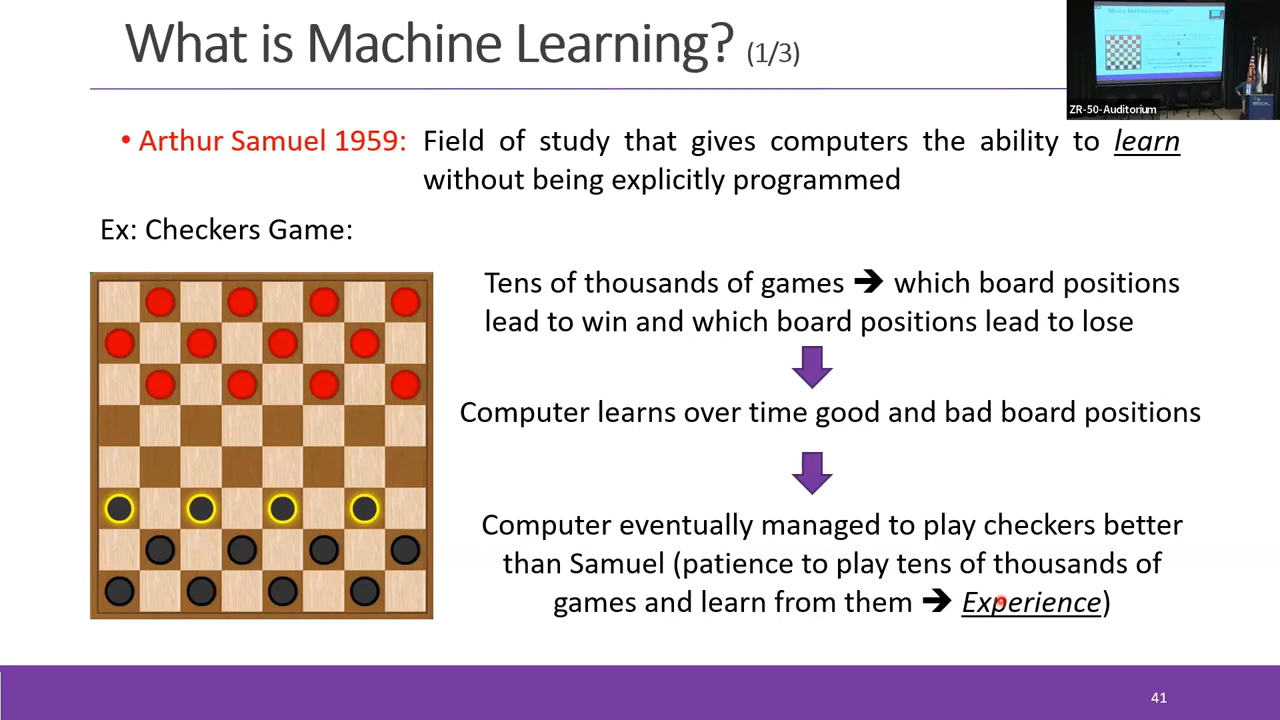 What is Machine Learning? (1/3)
ZR-50-Auditorium
• Arthur Samuel 1959: Field of study that gives computers the ability to learn
without being explicitly programmed
Ex: Checkers Game:
Tens of thousands of games ➔ which board positions
lead to win and which board positions lead to lose
Computer learns over time good and bad board positions
Computer eventually managed to play checkers better
than Samuel (patience to play tens of thousands of
games and learn from them ➔ Experience)
41